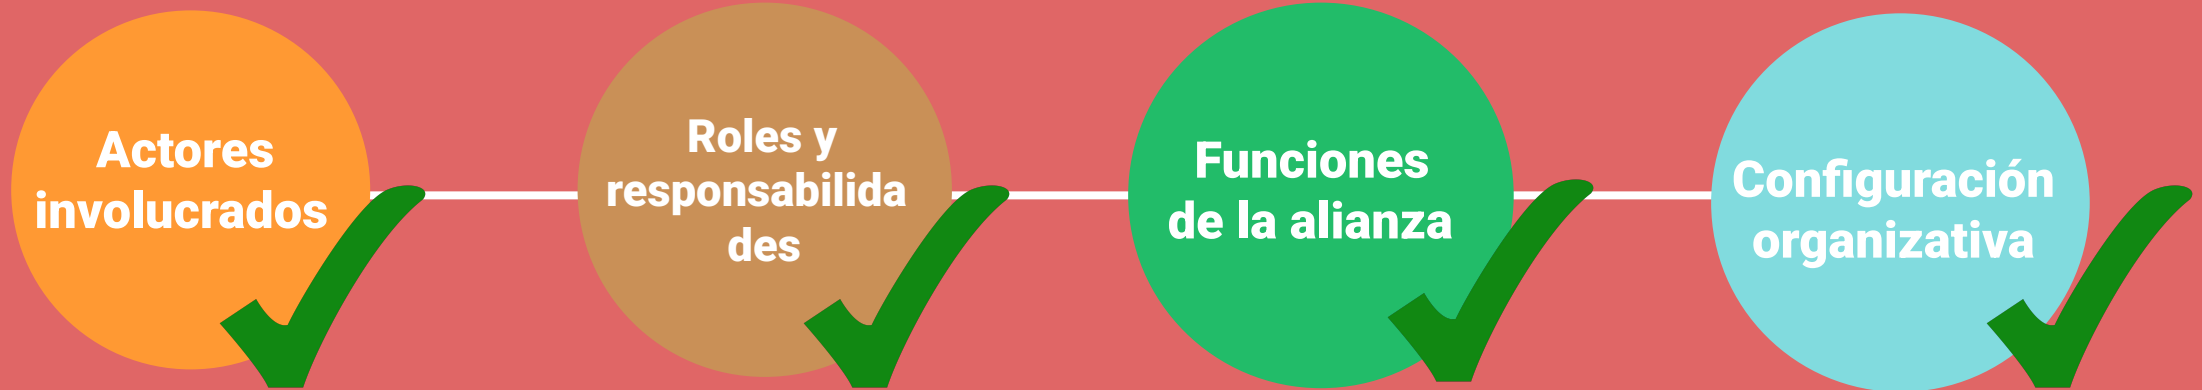 Actores
involucrados
Roles y
responsabilida
des
Funciones
de la alianza
Configuración
organizativa